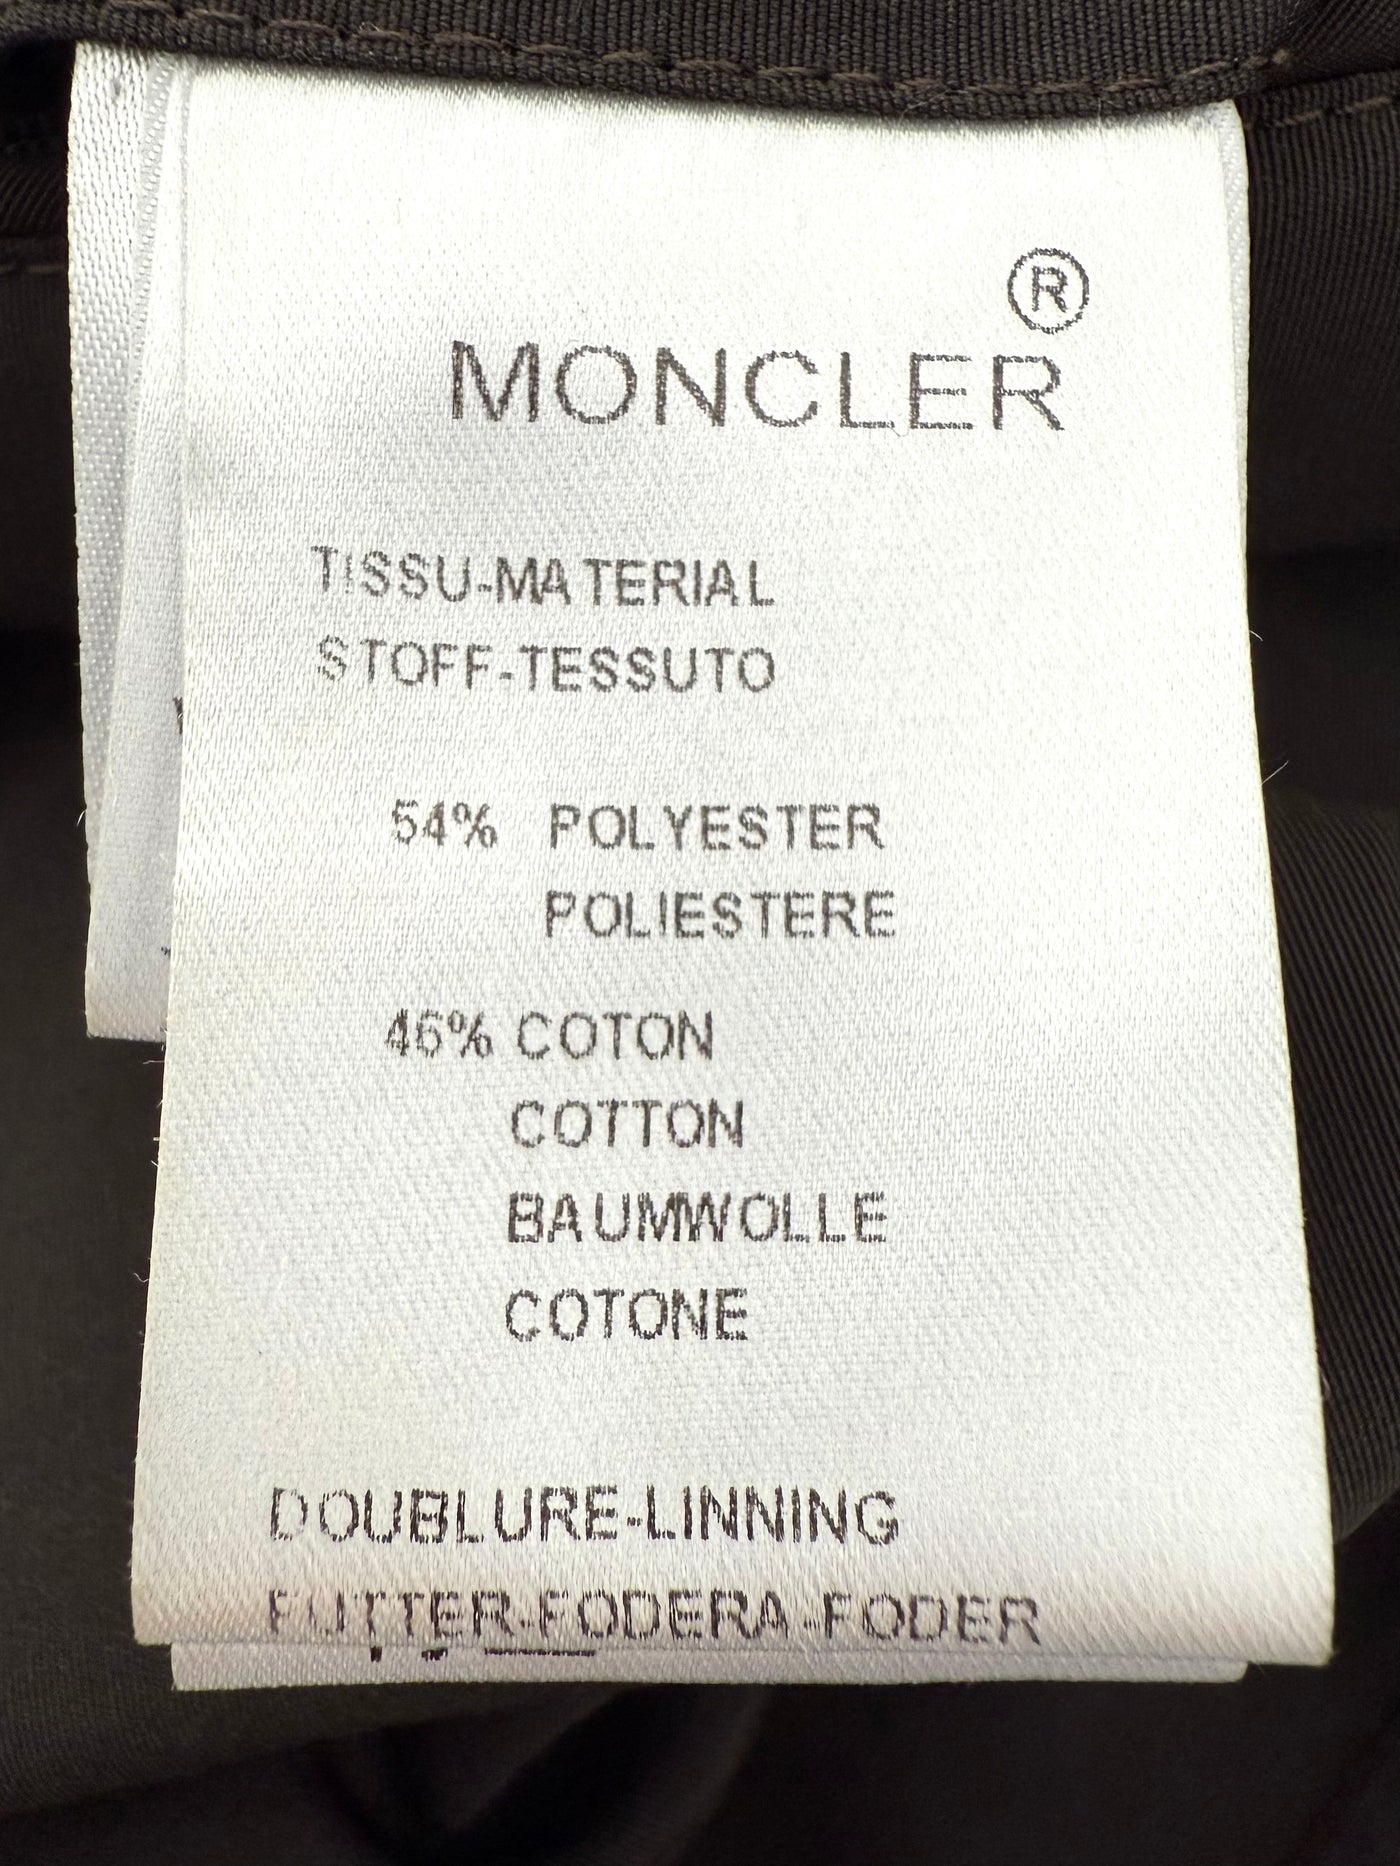 ®
MONCLER
TISSU-MATERIAL
STOFF-TESSUTO
54% POLYESTER
POLIESTERE
46% COTON
COTTON
BAUMWOLLE
COTONE
DOUBLURE-LINNING
FUTTER-FODERA-FODER